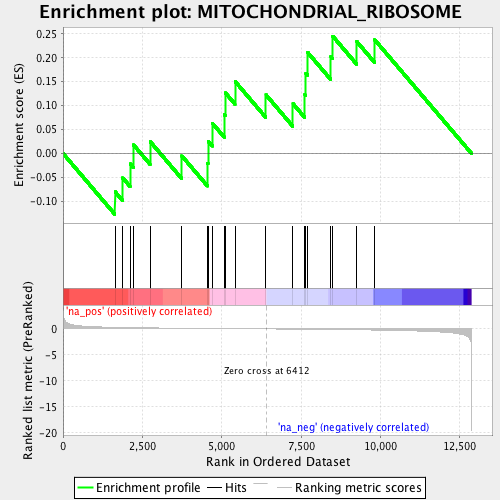 Enrichment plot: MITOCHONDRIAL_RIBOSOME
Enrichment score (ES)
0.25
0.20
0.15
0.10
0.05
0.00
-0.05
-0.10
'na_pos' (positively correlated)
Ranked list metric (PreRanked)
0
-5
-10
-15
-20
Zero cross at 6412
'na_neg' (negatively correlated)
0
2,500
5,000
7,500
10,000
12,500
Rank in Ordered Dataset
Enrichment profile
Hits
Ranking metric scores